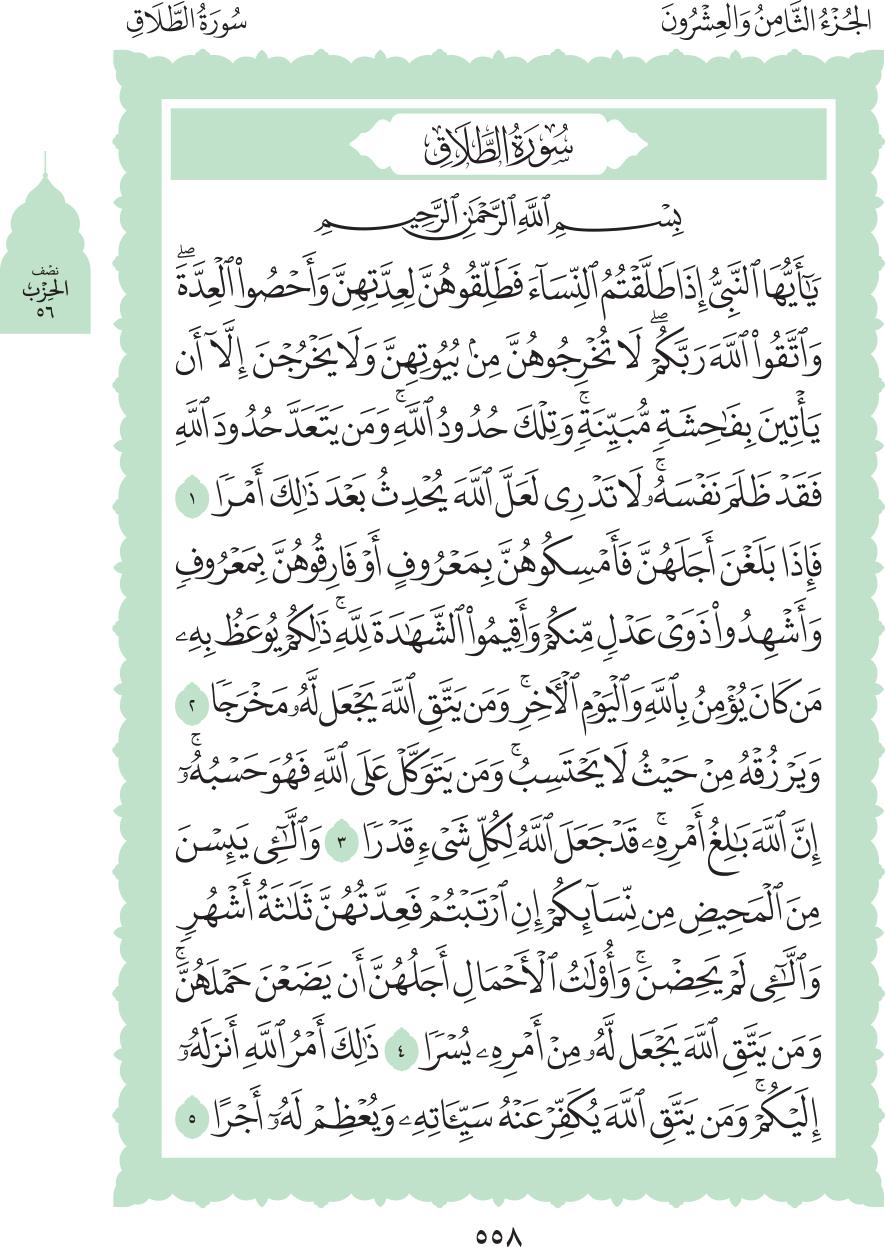 الجُزْءُ الثَّامِنُ وَالعِشْرُونَ
سُورَةُ الطَّلَاقِ
سُورَةُ الطَّلَاقِ
نصف
الحِزْبُ
٥٦
بِسْمِ ٱللَّهِ ٱلرَّحْمَٰنِ ٱلرَّحِيمِ
يَٰٓأَيُّهَا ٱلنَّبِىُّ إِذَا طَلَّقْتُمُ ٱلنِّسَآءَ فَطَلِّقُوهُنَّ لِعِدَّتِهِنَّ وَأَحْصُوا۟ ٱلْعِدَّةَۖ
وَٱتَّقُوا۟ ٱللَّهَ رَبَّكُمْۖ لَا تُخْرِجُوهُنَّ مِنۢ بُيُوتِهِنَّ وَلَا يَخْرُجْنَ إِلَّآ أَن
يَأْتِينَ بِفَٰحِشَةٍ مُّبَيِّنَةٍۚ وَتِلْكَ حُدُودُ ٱللَّهِۚ وَمَن يَتَعَدَّ حُدُودَ ٱللَّهِ
فَقَدْ ظَلَمَ نَفْسَهُۥۚ لَا تَدْرِى لَعَلَّ ٱللَّهَ يُحْدِثُ بَعْدَ ذَٰلِكَ أَمْرًا ١
فَإِذَا بَلَغْنَ أَجَلَهُنَّ فَأَمْسِكُوهُنَّ بِمَعْرُوفٍ أَوْ فَارِقُوهُنَّ بِمَعْرُوفٍ
وَأَشْهِدُوا۟ ذَوَىْ عَدْلٍ مِّنكُمْ وَأَقِيمُوا۟ ٱلشَّهَٰدَةَ لِلَّهِۚ ذَٰلِكُمْ يُوعَظُ بِهِۦ
مَن كَانَ يُؤْمِنُ بِٱللَّهِ وَٱلْيَوْمِ ٱلْأَخِرِۚ وَمَن يَتَّقِ ٱللَّهَ يَجْعَل لَّهُۥ مَخْرَجًا ٢
وَيَرْزُقْهُ مِنْ حَيْثُ لَا يَحْتَسِبُۚ وَمَن يَتَوَكَّلْ عَلَى ٱللَّهِ فَهُوَ حَسْبُهُۥٓۚ
إِنَّ ٱللَّهَ بَٰلِغُ أَمْرِهِۦۚ قَدْ جَعَلَ ٱللَّهُ لِكُلِّ شَىْءٍ قَدْرًا ٣ وَٱلَّٰٓـِٔى يَئِسْنَ
مِنَ ٱلْمَحِيضِ مِن نِّسَآئِكُمْ إِنِ ٱرْتَبْتُمْ فَعِدَّتُهُنَّ ثَلَٰثَةُ أَشْهُرٍ
وَٱلَّٰٓـِٔى لَمْ يَحِضْنَۚ وَأُو۟لَٰتُ ٱلْأَحْمَالِ أَجَلُهُنَّ أَن يَضَعْنَ حَمْلَهُنَّۚ
وَمَن يَتَّقِ ٱللَّهَ يَجْعَل لَّهُۥ مِنْ أَمْرِهِۦ يُسْرًا ٤ ذَٰلِكَ أَمْرُ ٱللَّهِ أَنزَلَهُۥٓ
إِلَيْكُمْۚ وَمَن يَتَّقِ ٱللَّهَ يُكَفِّرْ عَنْهُ سَيِّـَٔاتِهِۦ وَيُعْظِمْ لَهُۥٓ أَجْرًا ٥
٥٥٨